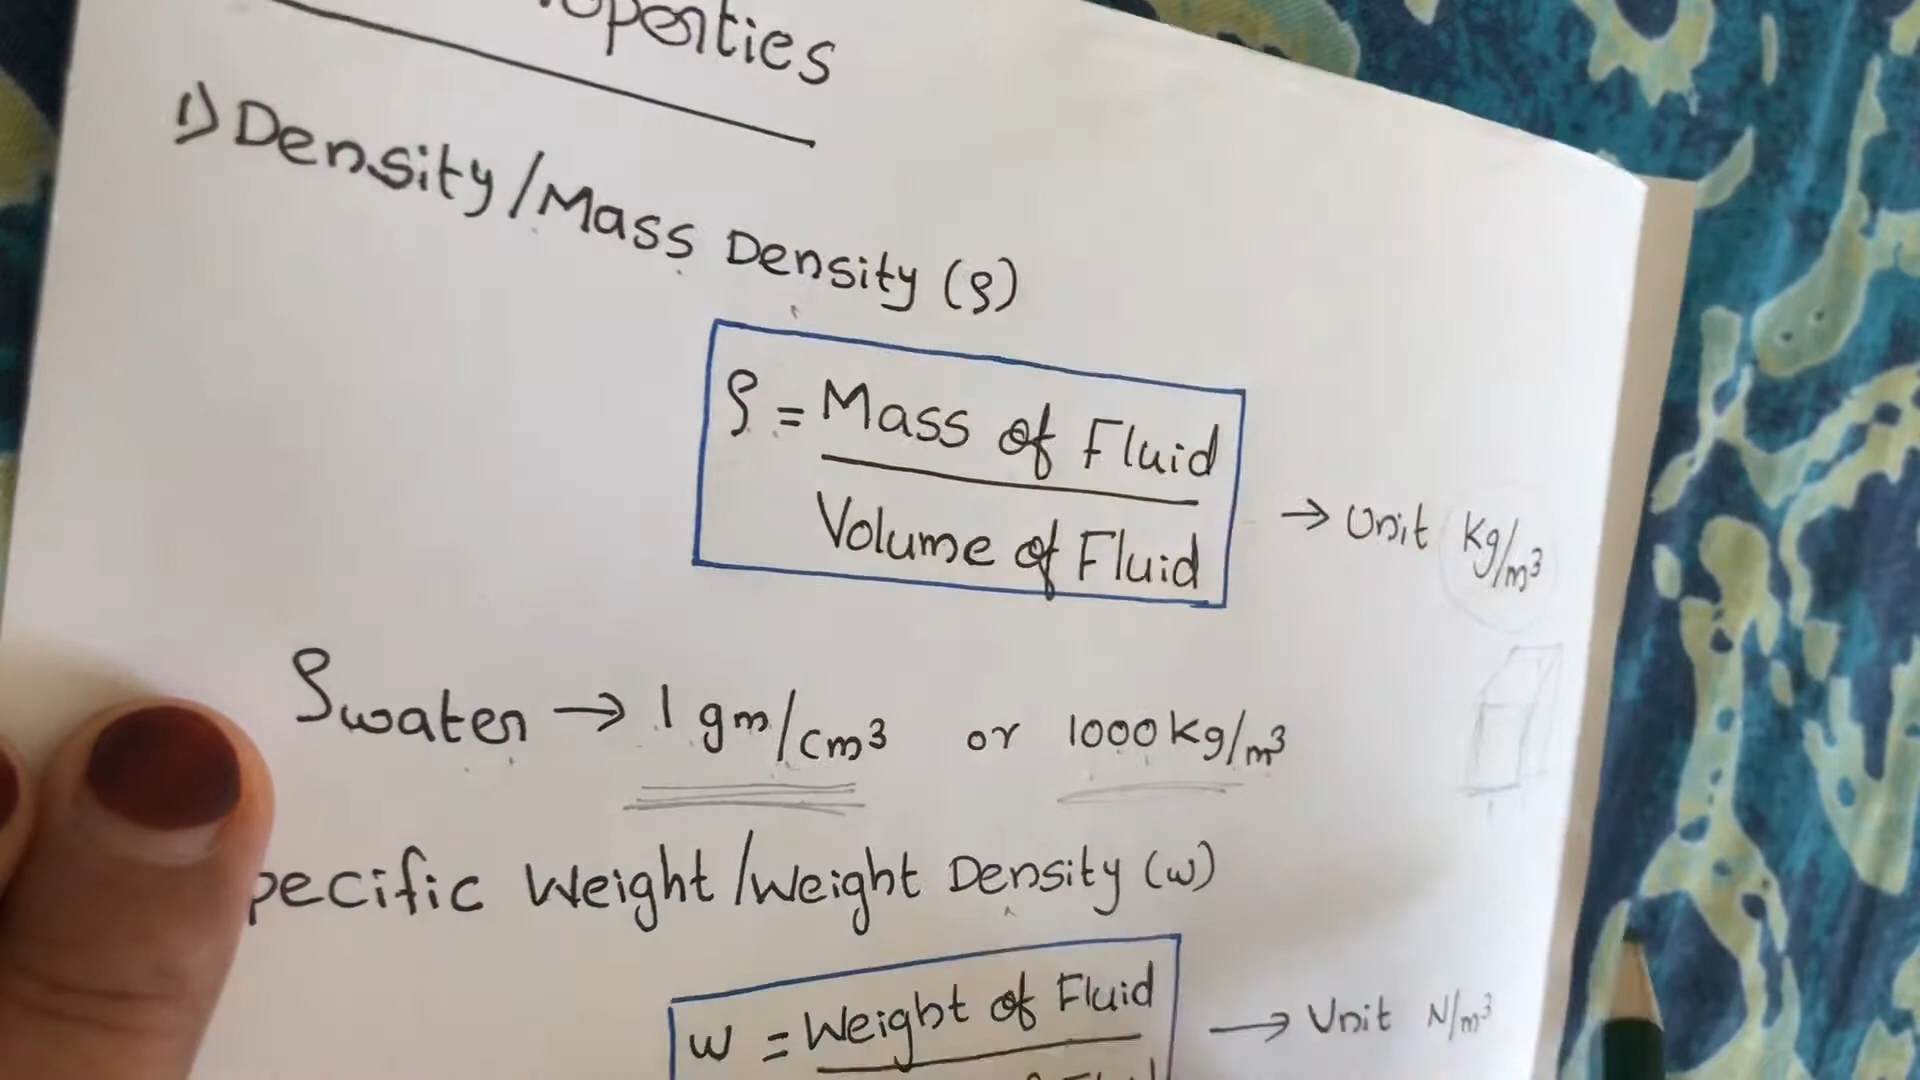 operties
1) Density/Mass Density (ρ)
ρ = Mass of Fluid
Volume of Fluid
→ Unit Kg/m³
ρwater → 1 gm/cm³ or 1000 kg/m³
pecific Weight/Weight Density (w)
w = Weight of Fluid
→ Unit N/m³